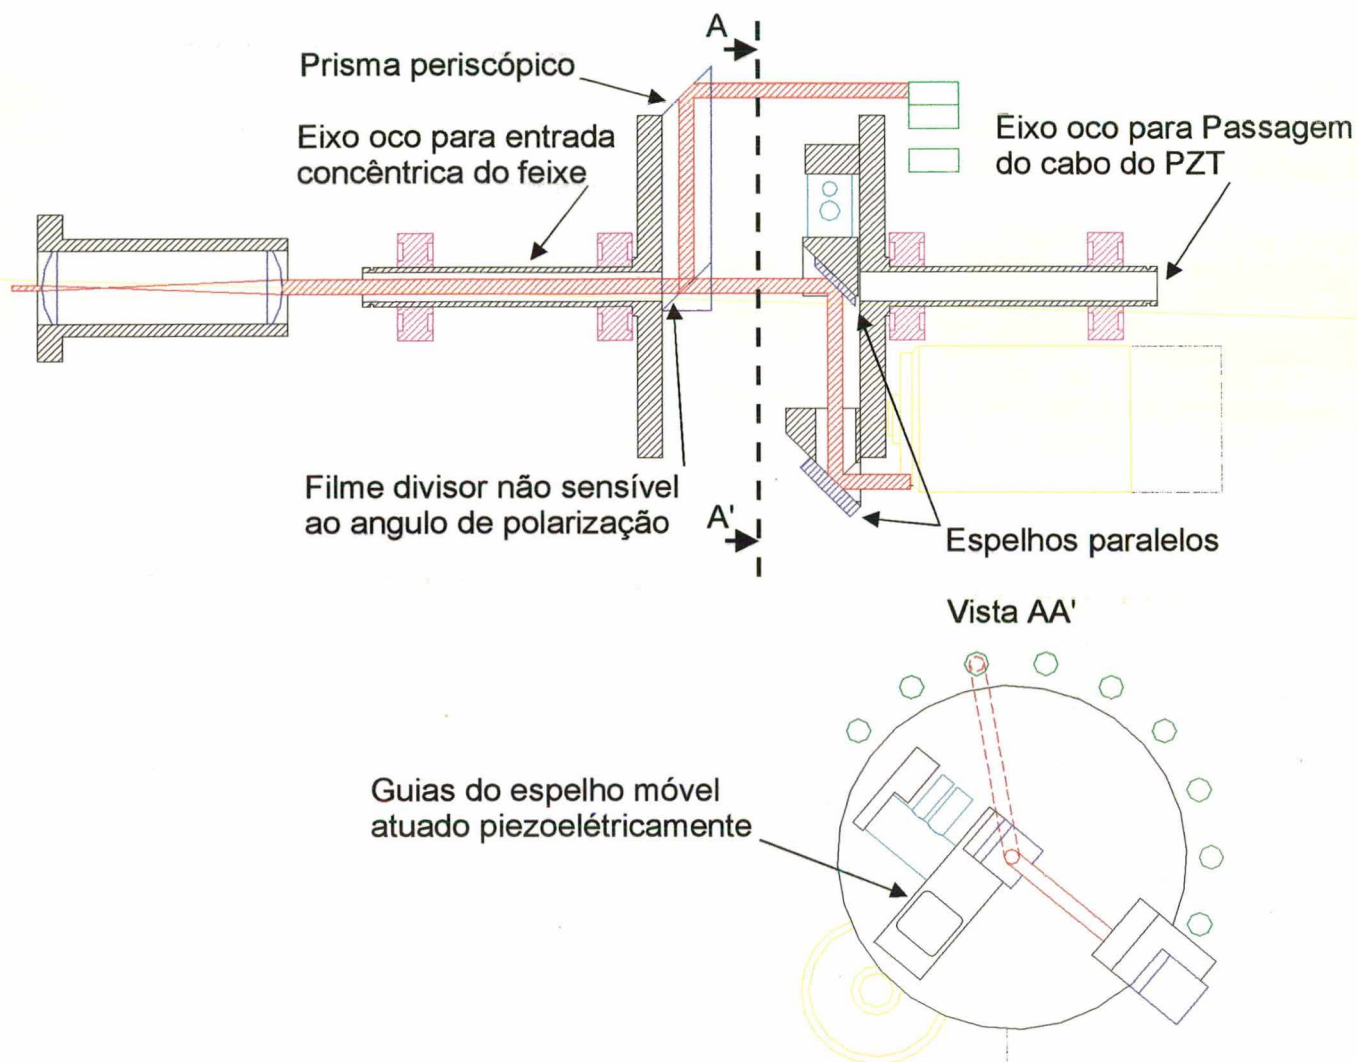 A
Prisma periscópico
Eixo oco para entrada
concêntrica do feixe
Eixo oco para Passagem
do cabo do PZT
Filme divisor não sensível
ao angulo de polarização
A'
Espelhos paralelos
Vista AA'
Guias do espelho móvel
atuado piezoelétricamente